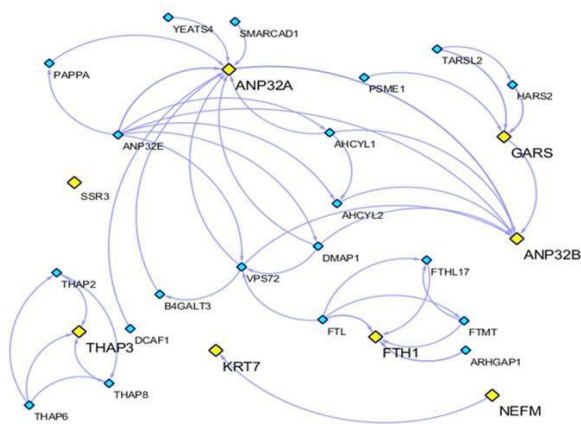 YEATS4
SMARCAD1
TARSL2
PAPPA
ANP32A
PSME1
HARS2
ANP32E
AHCYL1
GARS
SSR3
AHCYL2
ANP32B
DMAP1
THAP2
VPS72
FTHL17
B4GALT3
THAP3
DCAF1
FTL
FTMT
FTH1
KRT7
ARHGAP1
THAP6
THAP8
NEFM